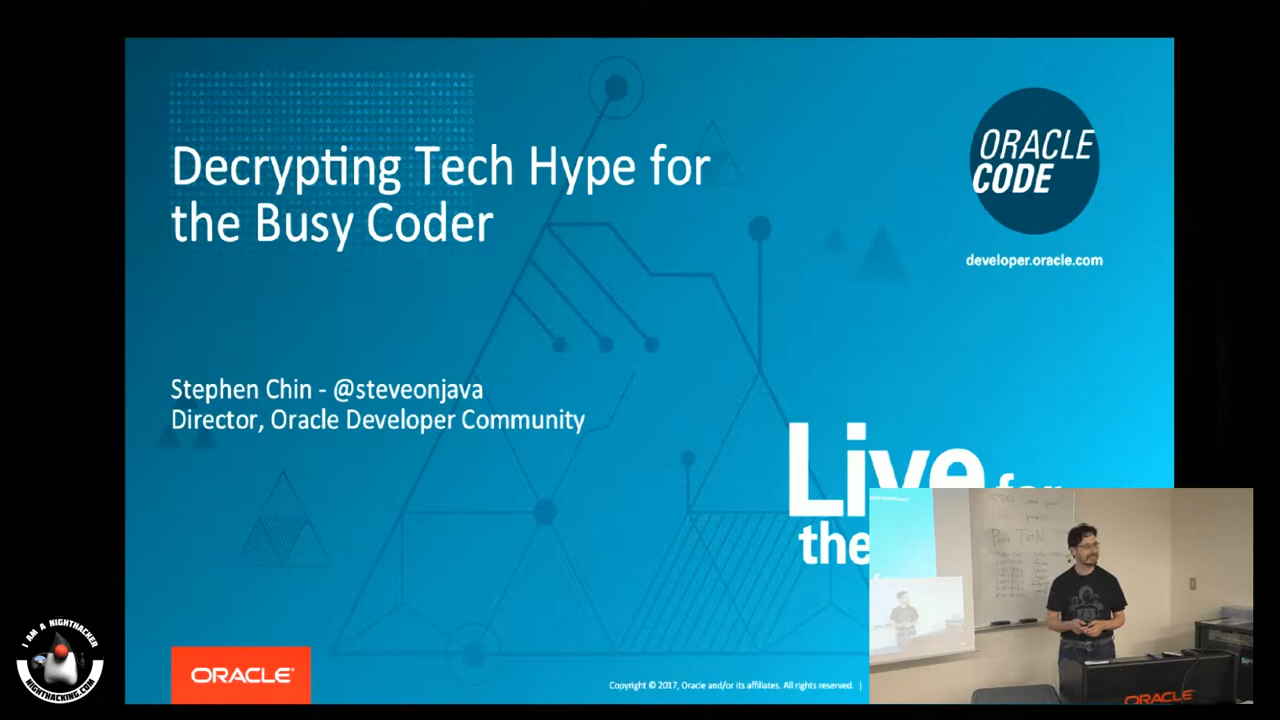 Decrypting Tech Hype for
the Busy Coder
ORACLE
CODE
developer.oracle.com
Stephen Chin - @steveonjava
Director, Oracle Developer Community
Live for
the
I AM A NIGHTHACKER
NIGHTHACKING.COM
ORACLE
Copyright © 2017, Oracle and/or its affiliates. All rights reserved. |
ORACLE